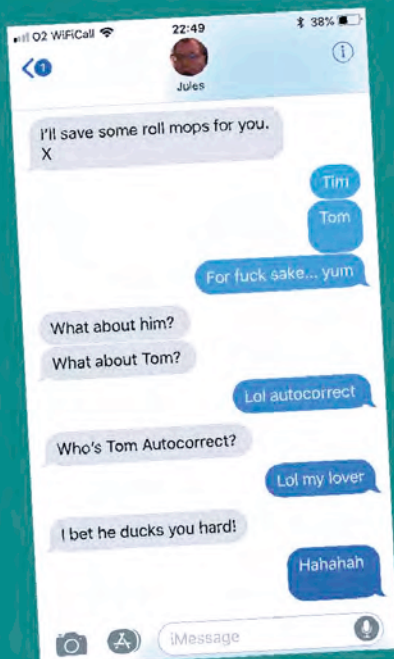 O2 WiFiCall 22:49 38%
1
Jules
I'll save some roll mops for you.
X
Tim
Tom
For fuck sake... yum
What about him?
What about Tom?
Lol autocorrect
Who's Tom Autocorrect?
Lol my lover
I bet he ducks you hard!
Hahahah
iMessage